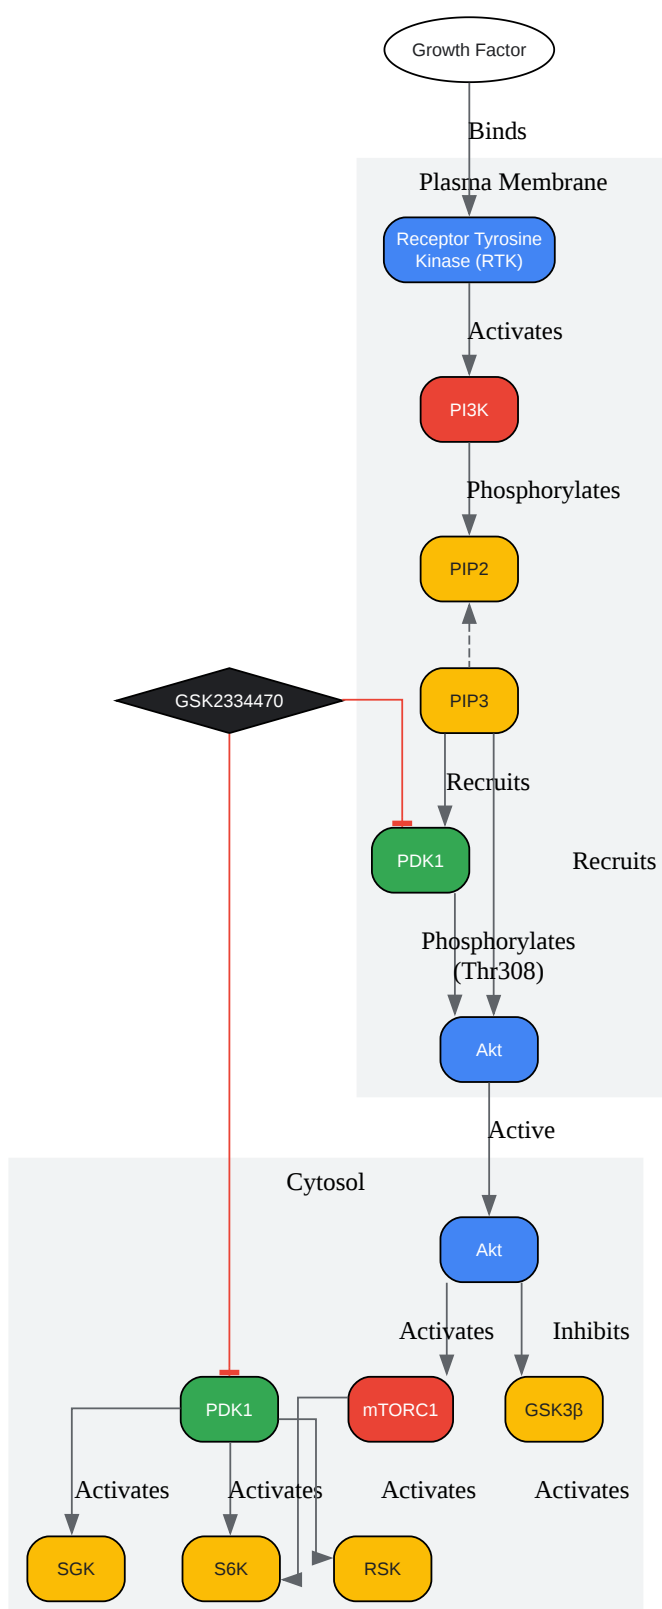 Growth Factor
Binds
Plasma Membrane
Receptor Tyrosine
Kinase (RTK)
Activates
PI3K
Phosphorylates
PIP2
GSK2334470
PIP3
Recruits
PDK1
Recruits
Phosphorylates
(Thr308)
Akt
Active
Cytosol
Akt
Activates
Inhibits
PDK1
mTORC1
GSK3β
Activates
Activates
Activates
Activates
SGK
S6K
RSK